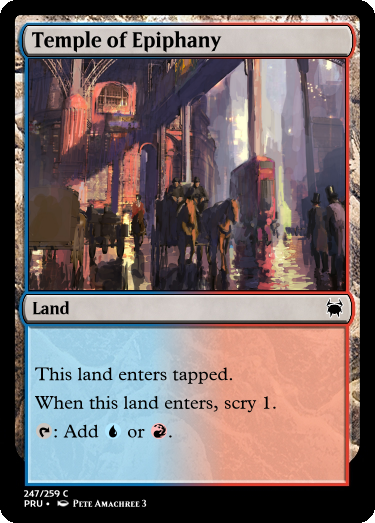 Temple of Epiphany
Land
This land enters tapped.
When this land enters, scry 1.
: Add or .
247/259 C
PRU • Pete Amachree 3